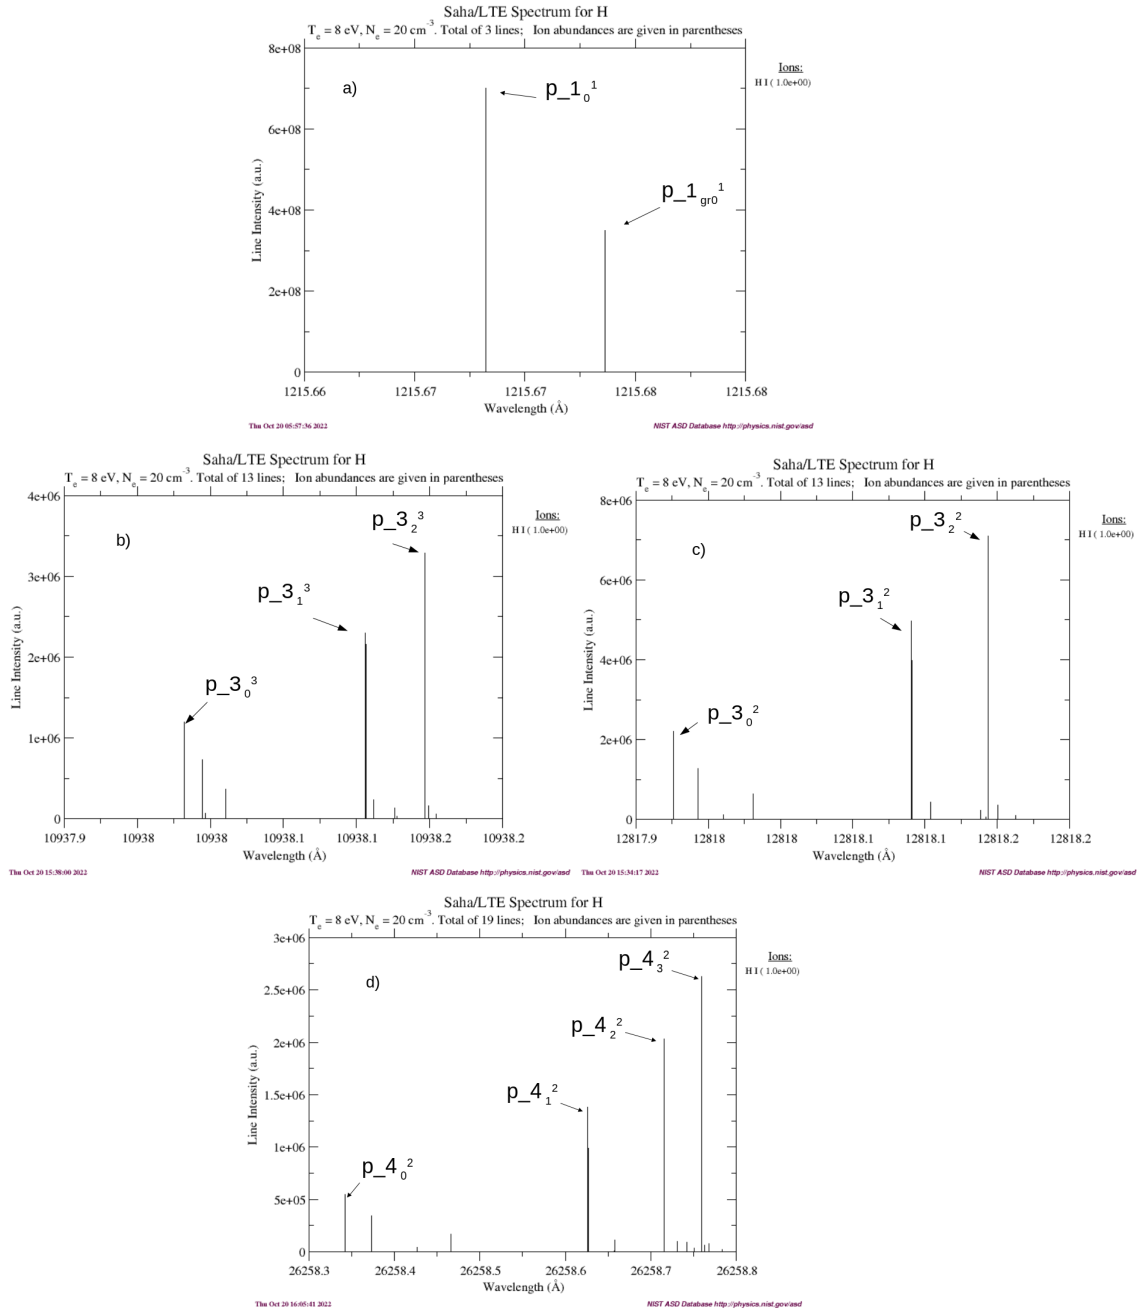 Saha/LTE Spectrum for H
T_e = 8 eV, N_e = 20 cm^-3. Total of 3 lines; Ion abundances are given in parentheses
8e+08
6e+08
4e+08
2e+08
0
Line Intensity (a.u.)
a)
p_1_0^1
p_1_gr0^1
Ions:
H I ( 1.0e+00)
1215.66 1215.67 1215.67 1215.68 1215.68
Wavelength (Å)
Thu Oct 20 05:57:36 2022
NIST ASD Database http://physics.nist.gov/asd
Saha/LTE Spectrum for H
T_e = 8 eV, N_e = 20 cm^-3. Total of 13 lines; Ion abundances are given in parentheses
4e+06
3e+06
2e+06
1e+06
0
Line Intensity (a.u.)
b)
p_3_2^3
p_3_1^3
p_3_0^3
Ions:
H I ( 1.0e+00)
10937.9 10938 10938.1 10938.1 10938.2 10938.2
Wavelength (Å)
Thu Oct 20 15:38:00 2022
NIST ASD Database http://physics.nist.gov/asd
Saha/LTE Spectrum for H
T_e = 8 eV, N_e = 20 cm^-3. Total of 13 lines; Ion abundances are given in parentheses
8e+06
6e+06
4e+06
2e+06
0
Line Intensity (a.u.)
c)
p_3_2^2
p_3_1^2
p_3_0^2
Ions:
H I ( 1.0e+00)
12817.9 12818 12818 12818.1 12818.1 12818.2 12818.2
Wavelength (Å)
Thu Oct 20 15:34:17 2022
NIST ASD Database http://physics.nist.gov/asd
Saha/LTE Spectrum for H
T_e = 8 eV, N_e = 20 cm^-3. Total of 19 lines; Ion abundances are given in parentheses
3e+06
2.5e+06
2e+06
1.5e+06
1e+06
5e+05
0
Line Intensity (a.u.)
d)
p_4_3^2
p_4_2^2
p_4_1^2
p_4_0^2
Ions:
H I ( 1.0e+00)
26258.3 26258.4 26258.5 26258.6 26258.7 26258.8
Wavelength (Å)
Thu Oct 20 16:05:41 2022
NIST ASD Database http://physics.nist.gov/asd